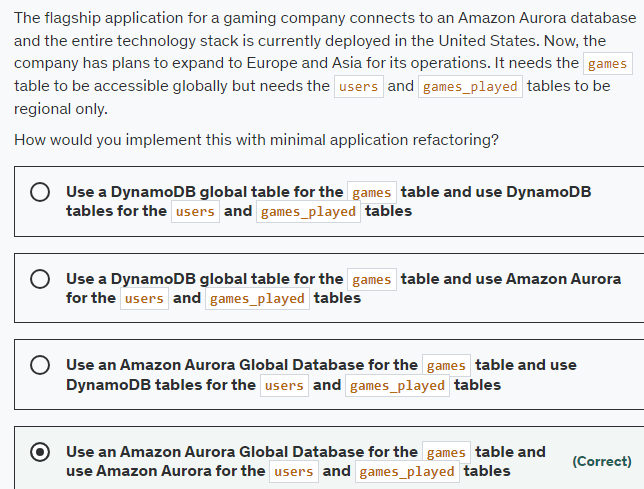 The flagship application for a gaming company connects to an Amazon Aurora database
and the entire technology stack is currently deployed in the United States. Now, the
company has plans to expand to Europe and Asia for its operations. It needs the games
table to be accessible globally but needs the users and games_played tables to be
regional only.
How would you implement this with minimal application refactoring?
Use a DynamoDB global table for the games table and use DynamoDB
tables for the users and games_played tables
Use a DynamoDB global table for the games table and use Amazon Aurora
for the users and games_played tables
Use an Amazon Aurora Global Database for the games table and use
DynamoDB tables for the users and games_played tables
Use an Amazon Aurora Global Database for the games table and
use Amazon Aurora for the users and games_played tables
(Correct)